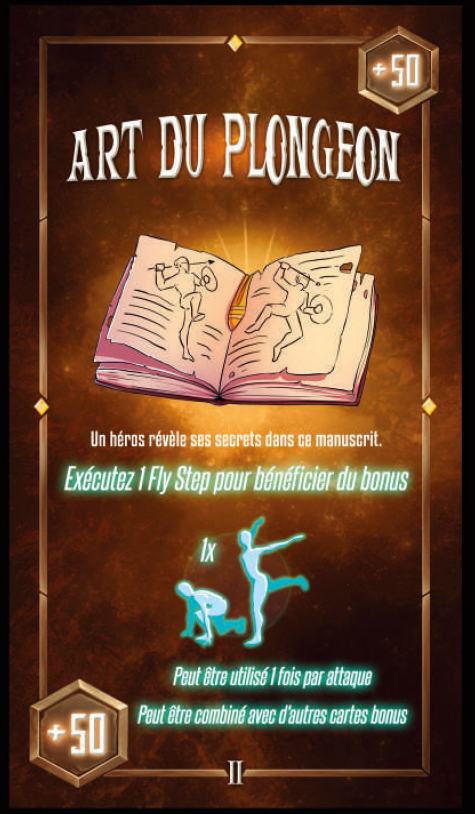 +50
ART DU PLONGEON
Un héros révèle ses secrets dans ce manuscrit.
Exécutez 1 Fly Step pour bénéficier du bonus
1x
Peut être utilisé 1 fois par attaque
Peut être combiné avec d'autres cartes bonus
+50
II